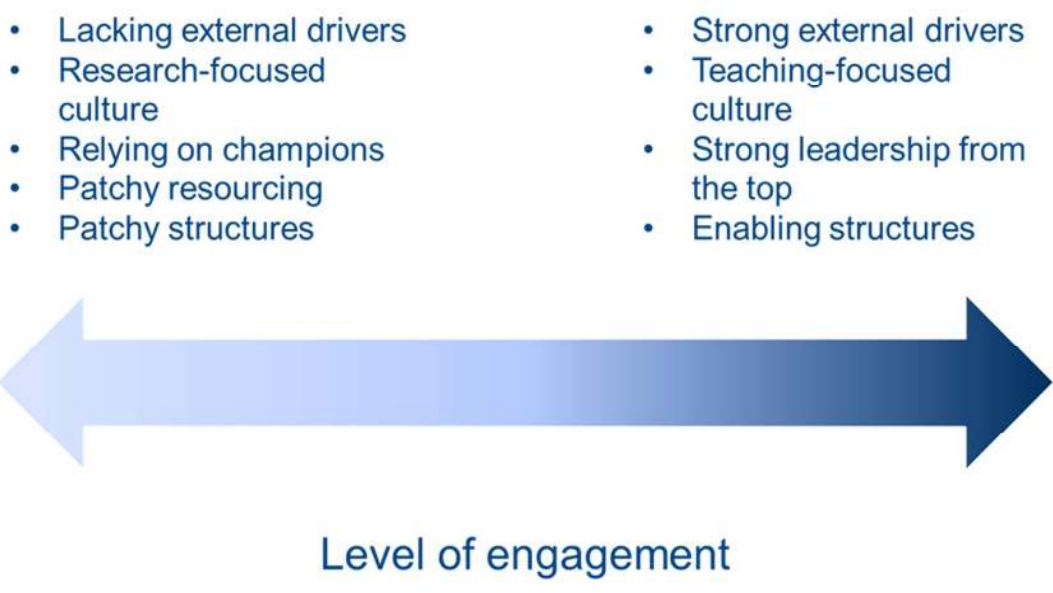 • Lacking external drivers
• Research-focused
culture
• Relying on champions
• Patchy resourcing
• Patchy structures
• Strong external drivers
• Teaching-focused
culture
• Strong leadership from
the top
• Enabling structures
Level of engagement